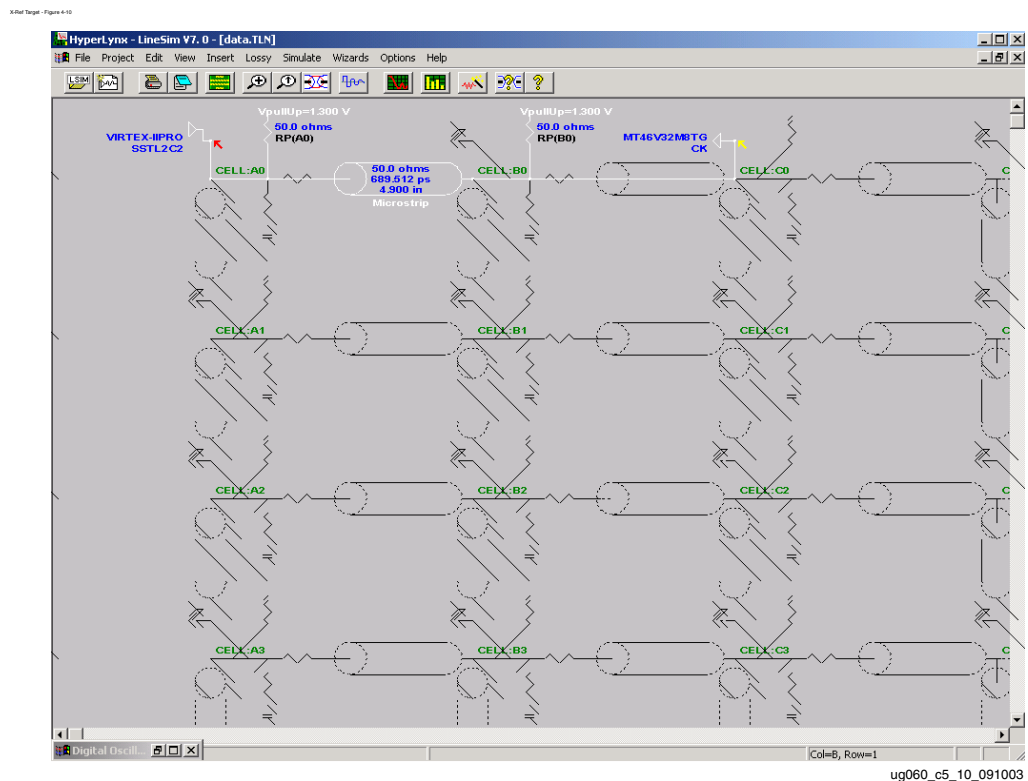 X-Ref Target - Figure 4-10
HyperLynx - LineSim V7.0 - [data.TLN]
File Project Edit View Insert Lossy Simulate Wizards Options Help
LSIM
VpullUp=1.300 V
VpullUp=1.300 V
50.0 ohms
RP(A0)
50.0 ohms
RP(B0)
VIRTEX-IIPRO
SSTL2C2
MT46V32M8TG
CK
CELL:A0
50.0 ohms
689.512 ps
4.900 in
Microstrip
CELL:B0
CELL:C0
C
CELL:A1
CELL:B1
CELL:C1
C
CELL:A2
CELL:B2
CELL:C2
C
CELL:A3
CELL:B3
CELL:C3
C
Digital Oscill...
Col=B, Row=1
ug060_c5_10_091003